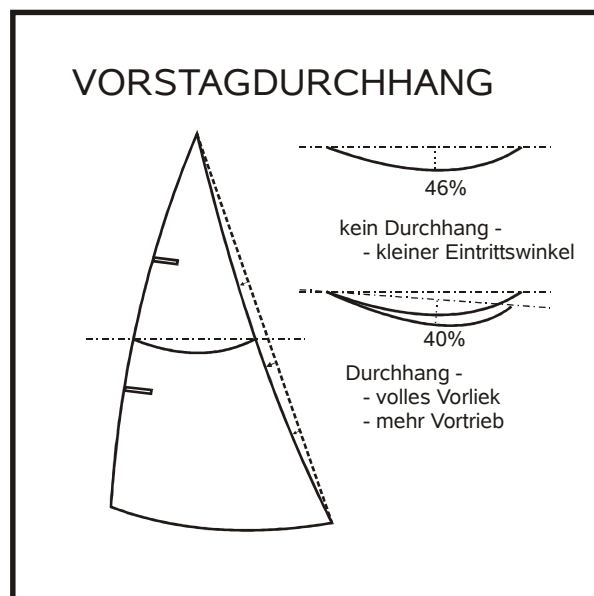 VORSTAGDURCHHANG
46%
kein Durchhang -
- kleiner Eintrittswinkel
40%
Durchhang -
- volles Vorliek
- mehr Vortrieb